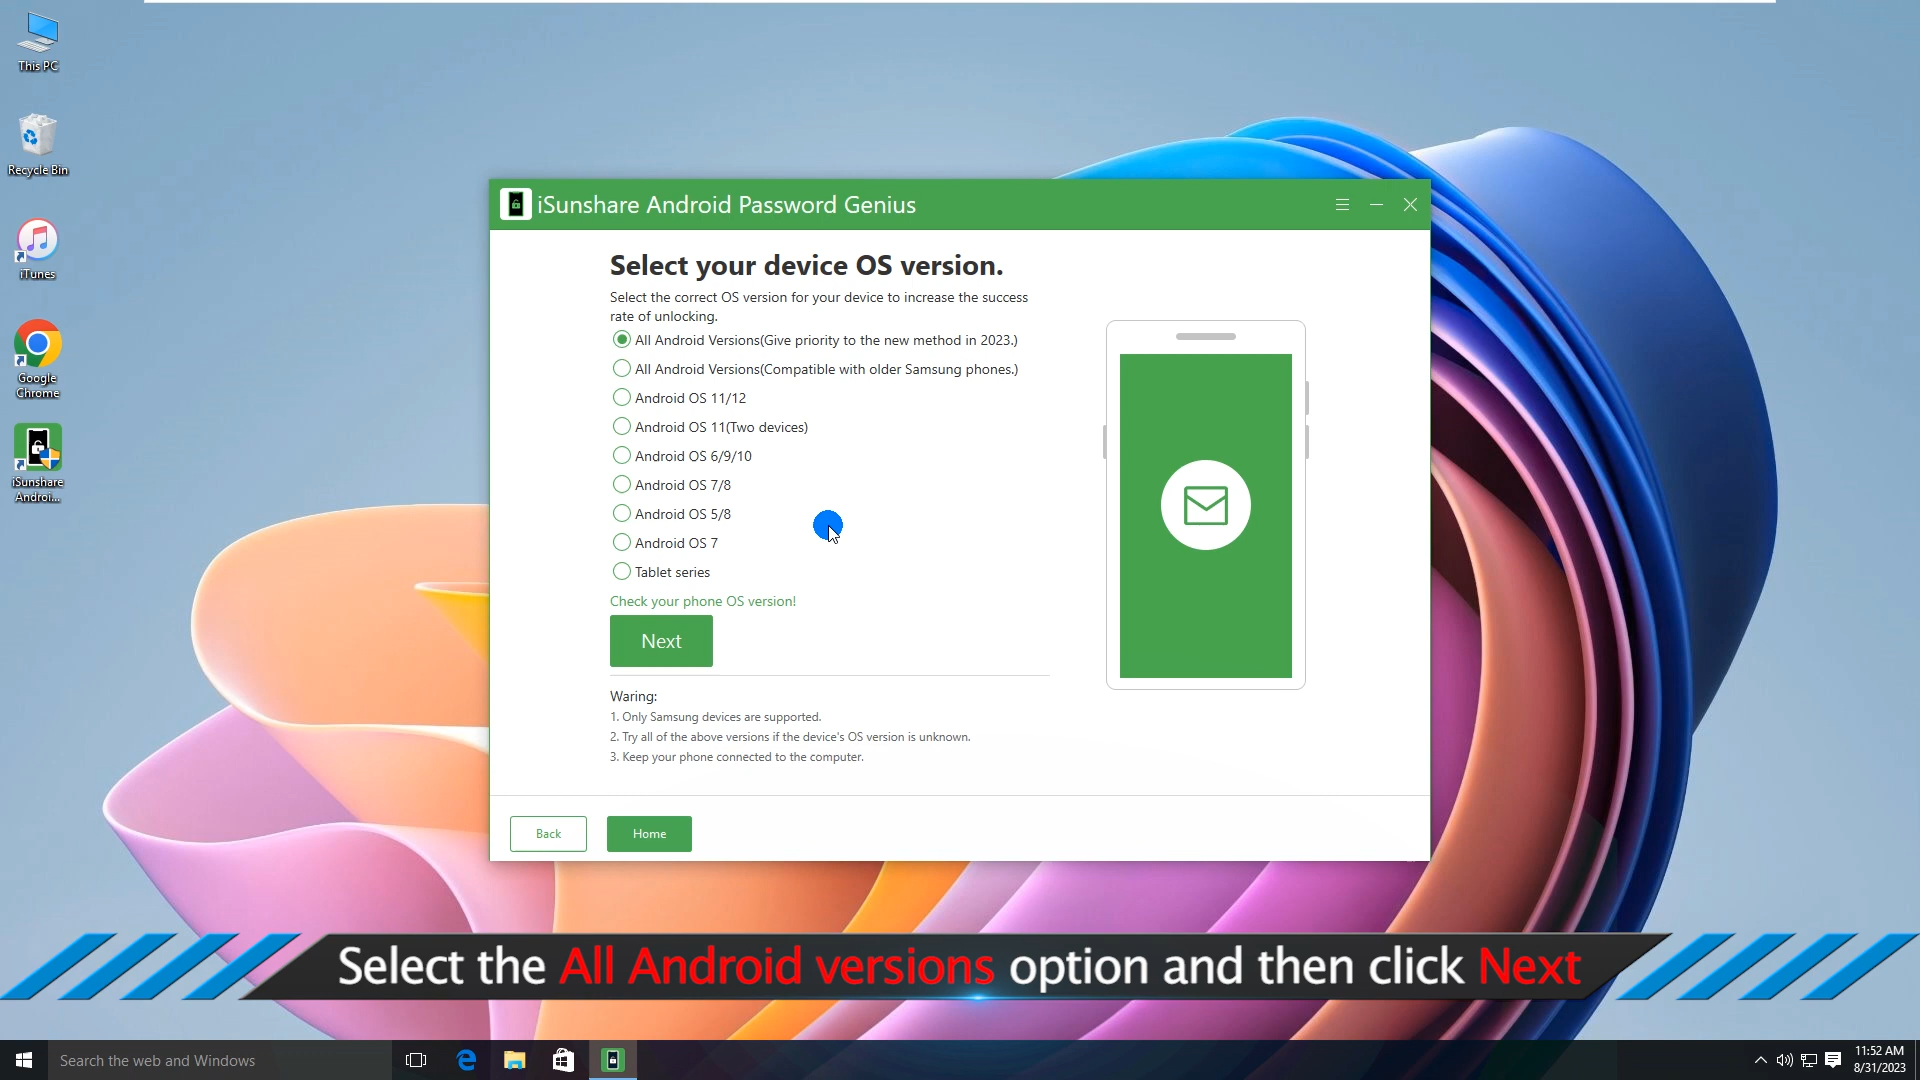 This PC
Recycle Bin
iTunes
Google
Chrome
iSunshare
Androi...
iSunshare Android Password Genius
Select your device OS version.
Select the correct OS version for your device to increase the success
rate of unlocking.
All Android Versions(Give priority to the new method in 2023.)
All Android Versions(Compatible with older Samsung phones.)
Android OS 11/12
Android OS 11(Two devices)
Android OS 6/9/10
Android OS 7/8
Android OS 5/8
Android OS 7
Tablet series
Check your phone OS version!
Next
Waring:
1. Only Samsung devices are supported.
2. Try all of the above versions if the device's OS version is unknown.
3. Keep your phone connected to the computer.
Back
Home
Select the All Android versions option and then click Next
Search the web and Windows
11:52 AM
8/31/2023